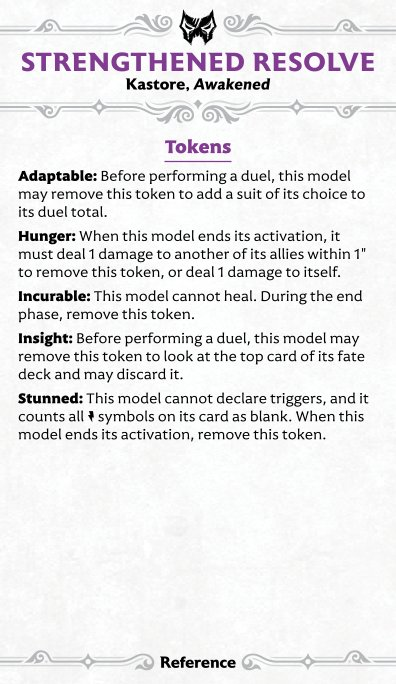 STRENGTHENED RESOLVE
Kastore, Awakened
Tokens
Adaptable: Before performing a duel, this model
may remove this token to add a suit of its choice to
its duel total.
Hunger: When this model ends its activation, it
must deal 1 damage to another of its allies within 1"
to remove this token, or deal 1 damage to itself.
Incurable: This model cannot heal. During the end
phase, remove this token.
Insight: Before performing a duel, this model may
remove this token to look at the top card of its fate
deck and may discard it.
Stunned: This model cannot declare triggers, and it
counts all symbols on its card as blank. When this
model ends its activation, remove this token.
Reference